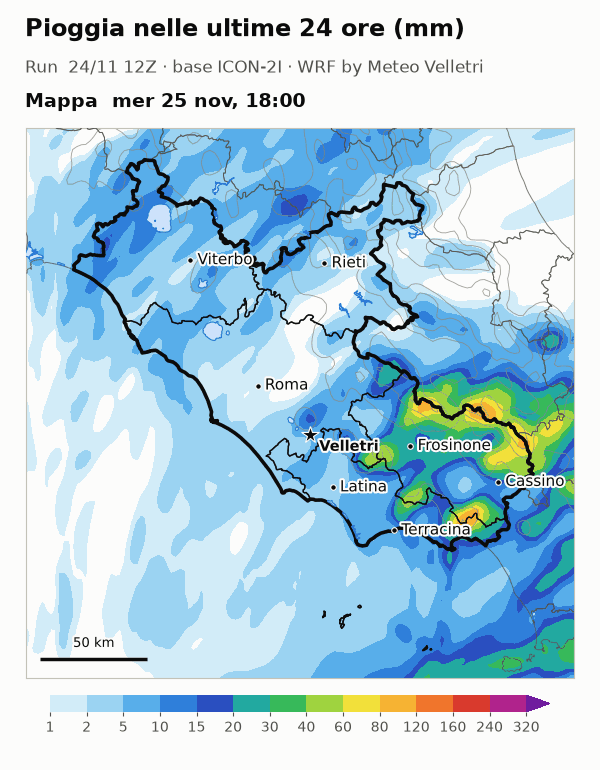 Pioggia nelle ultime 24 ore (mm)
Run  24/11 12Z · base ICON-2I · WRF by Meteo Velletri
Mappa  mer 25 nov, 18:00
Viterbo
Rieti
Roma
Velletri
Frosinone
Latina
Cassino
Terracina
50 km
1 2 5 10 15 20 30 40 60 80 120 160 240 320